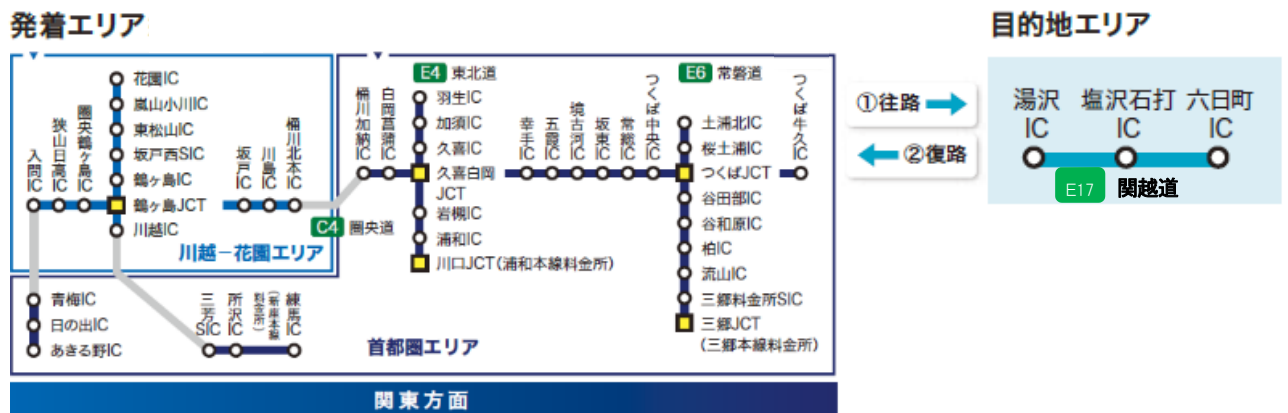 発着エリア
目的地エリア
花園IC
嵐山小川IC
東松山IC
坂戸西SIC
鶴ヶ島IC
鶴ヶ島JCT
川越IC
入間IC
狭山日高IC
圏央鶴ヶ島IC
坂戸IC
川島IC
桶川北本IC
川越－花園エリア
C4 圏央道
桶川加納IC
白岡菖蒲IC
E4 東北道
羽生IC
加須IC
久喜IC
久喜白岡
JCT
岩槻IC
浦和IC
川口JCT(浦和本線料金所)
幸手IC
五霞IC
境古河IC
坂東IC
常総IC
つくば中央IC
E6 常磐道
土浦北IC
桜土浦IC
つくばJCT
谷田部IC
谷和原IC
柏IC
流山IC
三郷料金所SIC
三郷JCT
(三郷本線料金所)
つくば牛久IC
青梅IC
日の出IC
あきる野IC
三芳SIC
所沢IC
(新座本線料金所)
練馬IC
首都圏エリア
関東方面
①往路
②復路
湯沢
IC
塩沢石打
IC
六日町
IC
E17 関越道